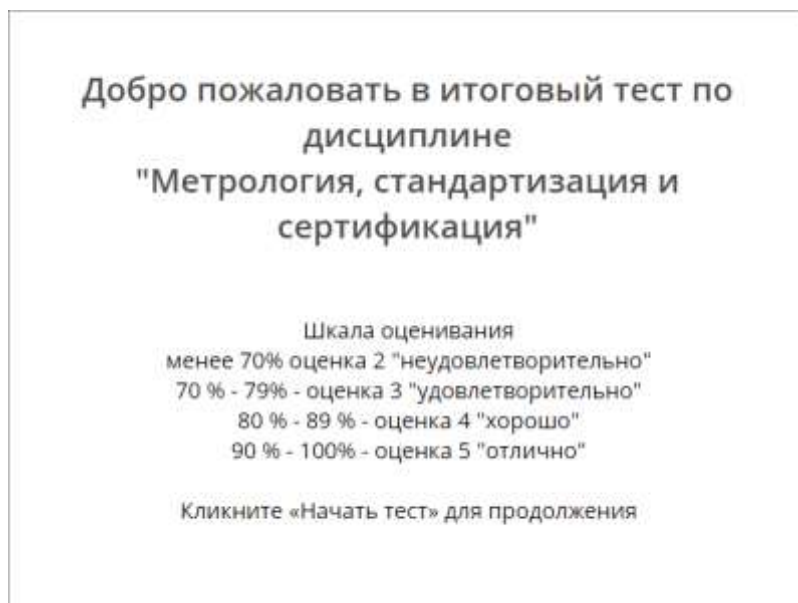 Добро пожаловать в итоговый тест по
дисциплине
"Метрология, стандартизация и
сертификация"
Шкала оценивания
менее 70% оценка 2 "неудовлетворительно"
70 % - 79% - оценка 3 "удовлетворительно"
80 % - 89 % - оценка 4 "хорошо"
90 % - 100% - оценка 5 "отлично"
Кликните «Начать тест» для продолжения